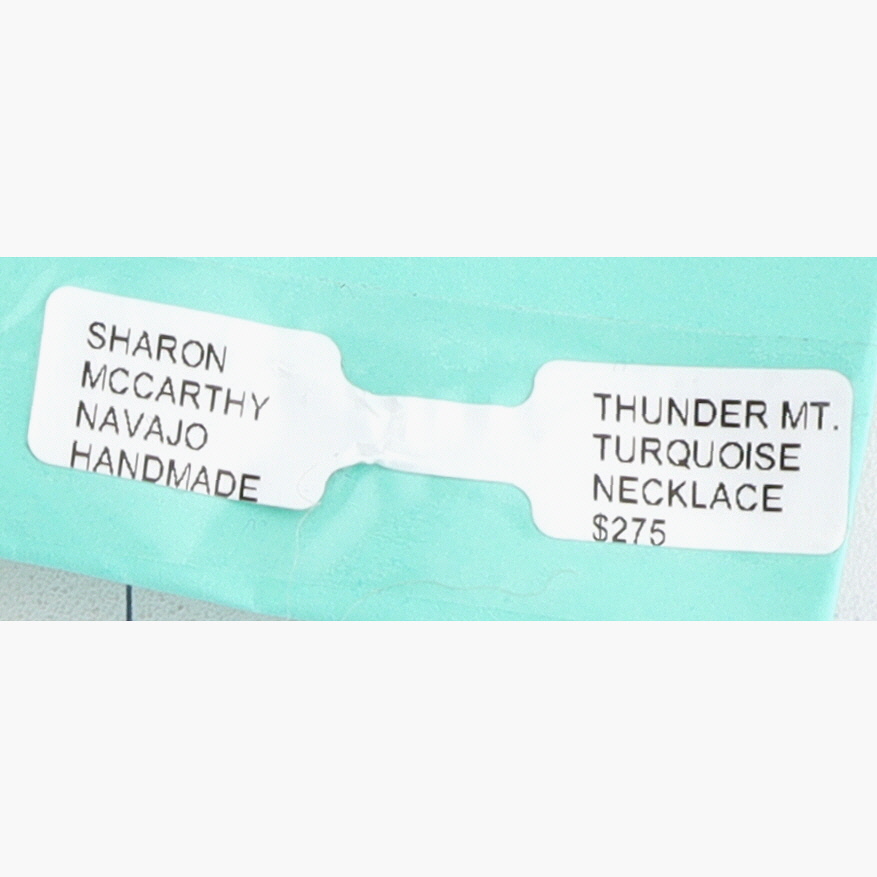 SHARON
MCCARTHY
NAVAJO
HANDMADE
THUNDER MT.
TURQUOISE
NECKLACE
$275